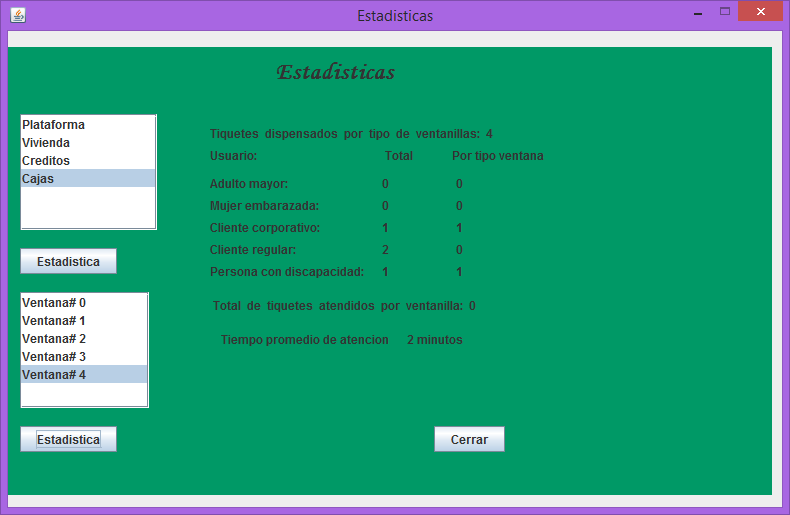 Estadisticas
Estadisticas
Plataforma
Vivienda
Creditos
Cajas
Estadistica
Ventana# 0
Ventana# 1
Ventana# 2
Ventana# 3
Ventana# 4
Estadistica
Tiquetes dispensados por tipo de ventanillas: 4
Usuario: Total Por tipo ventana
Adulto mayor: 0 0
Mujer embarazada: 0 0
Cliente corporativo: 1 1
Cliente regular: 2 0
Persona con discapacidad: 1 1
Total de tiquetes atendidos por ventanilla: 0
Tiempo promedio de atencion 2 minutos
Cerrar